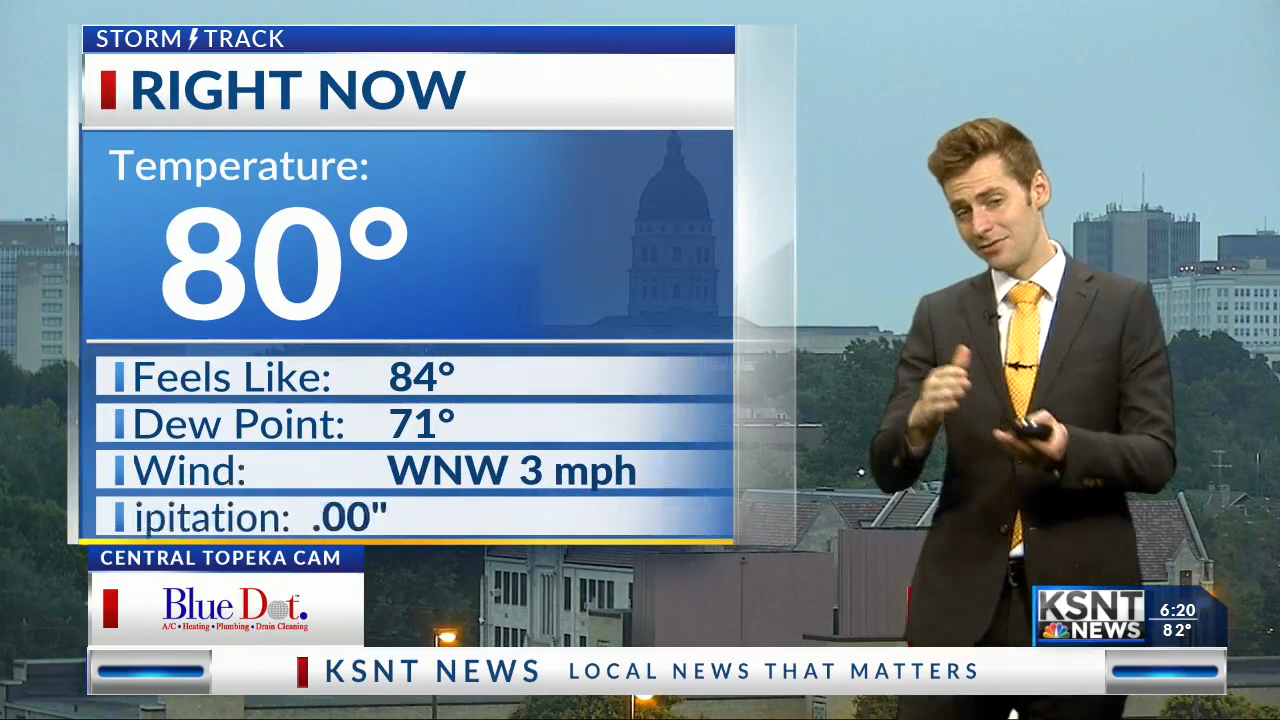 STORM TRACK
RIGHT NOW
Temperature:
80°
Feels Like: 84°
Dew Point: 71°
Wind: WNW 3 mph
ipitation: .00"
CENTRAL TOPEKA CAM
Blue Dot.
A/C • Heating • Plumbing • Drain Cleaning
KSNT
NEWS
6:20
82°
KSNT NEWS LOCAL NEWS THAT MATTERS